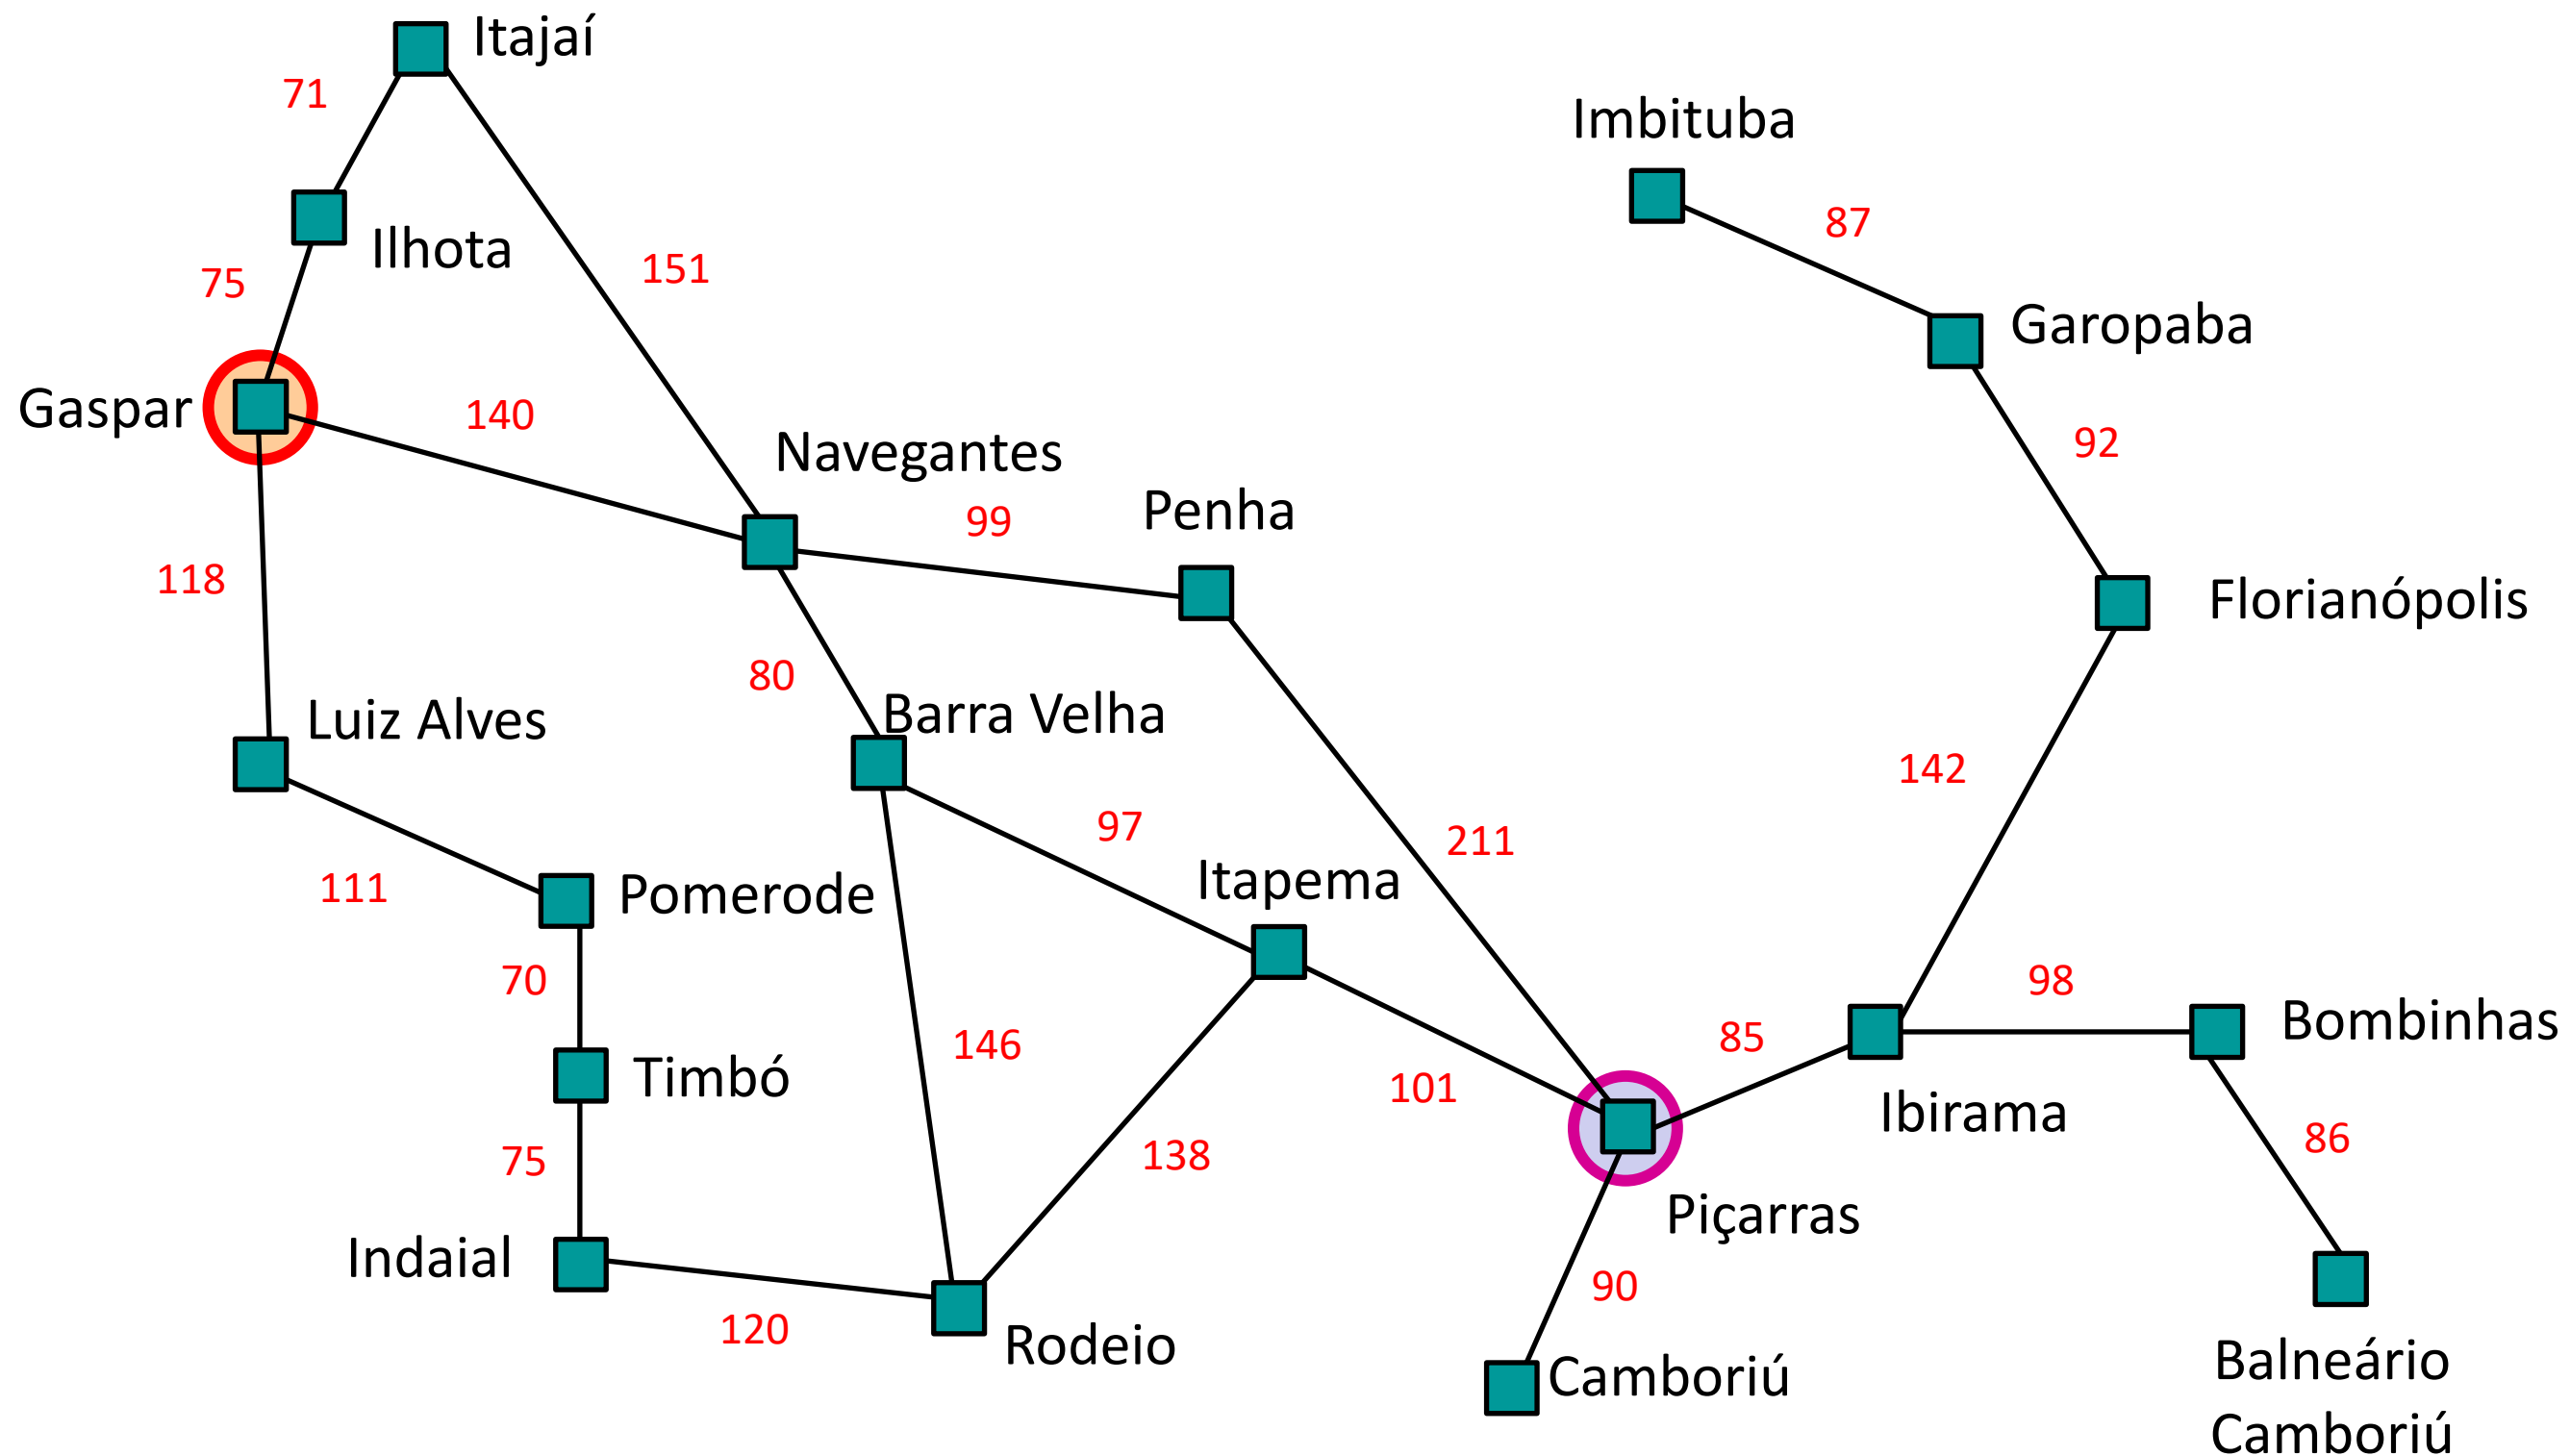 Itajaí
71
Imbituba
87
Ilhota
75
151
Garopaba
Gaspar
140
92
Navegantes
99
Penha
118
Florianópolis
80
Luiz Alves
Barra Velha
142
97
211
111
Pomerode
Itapema
70
98
146
85
Bombinhas
Timbó
101
Ibirama
75
138
86
Piçarras
Indaial
90
120
Rodeio
Camboriú
Balneário
Camboriú